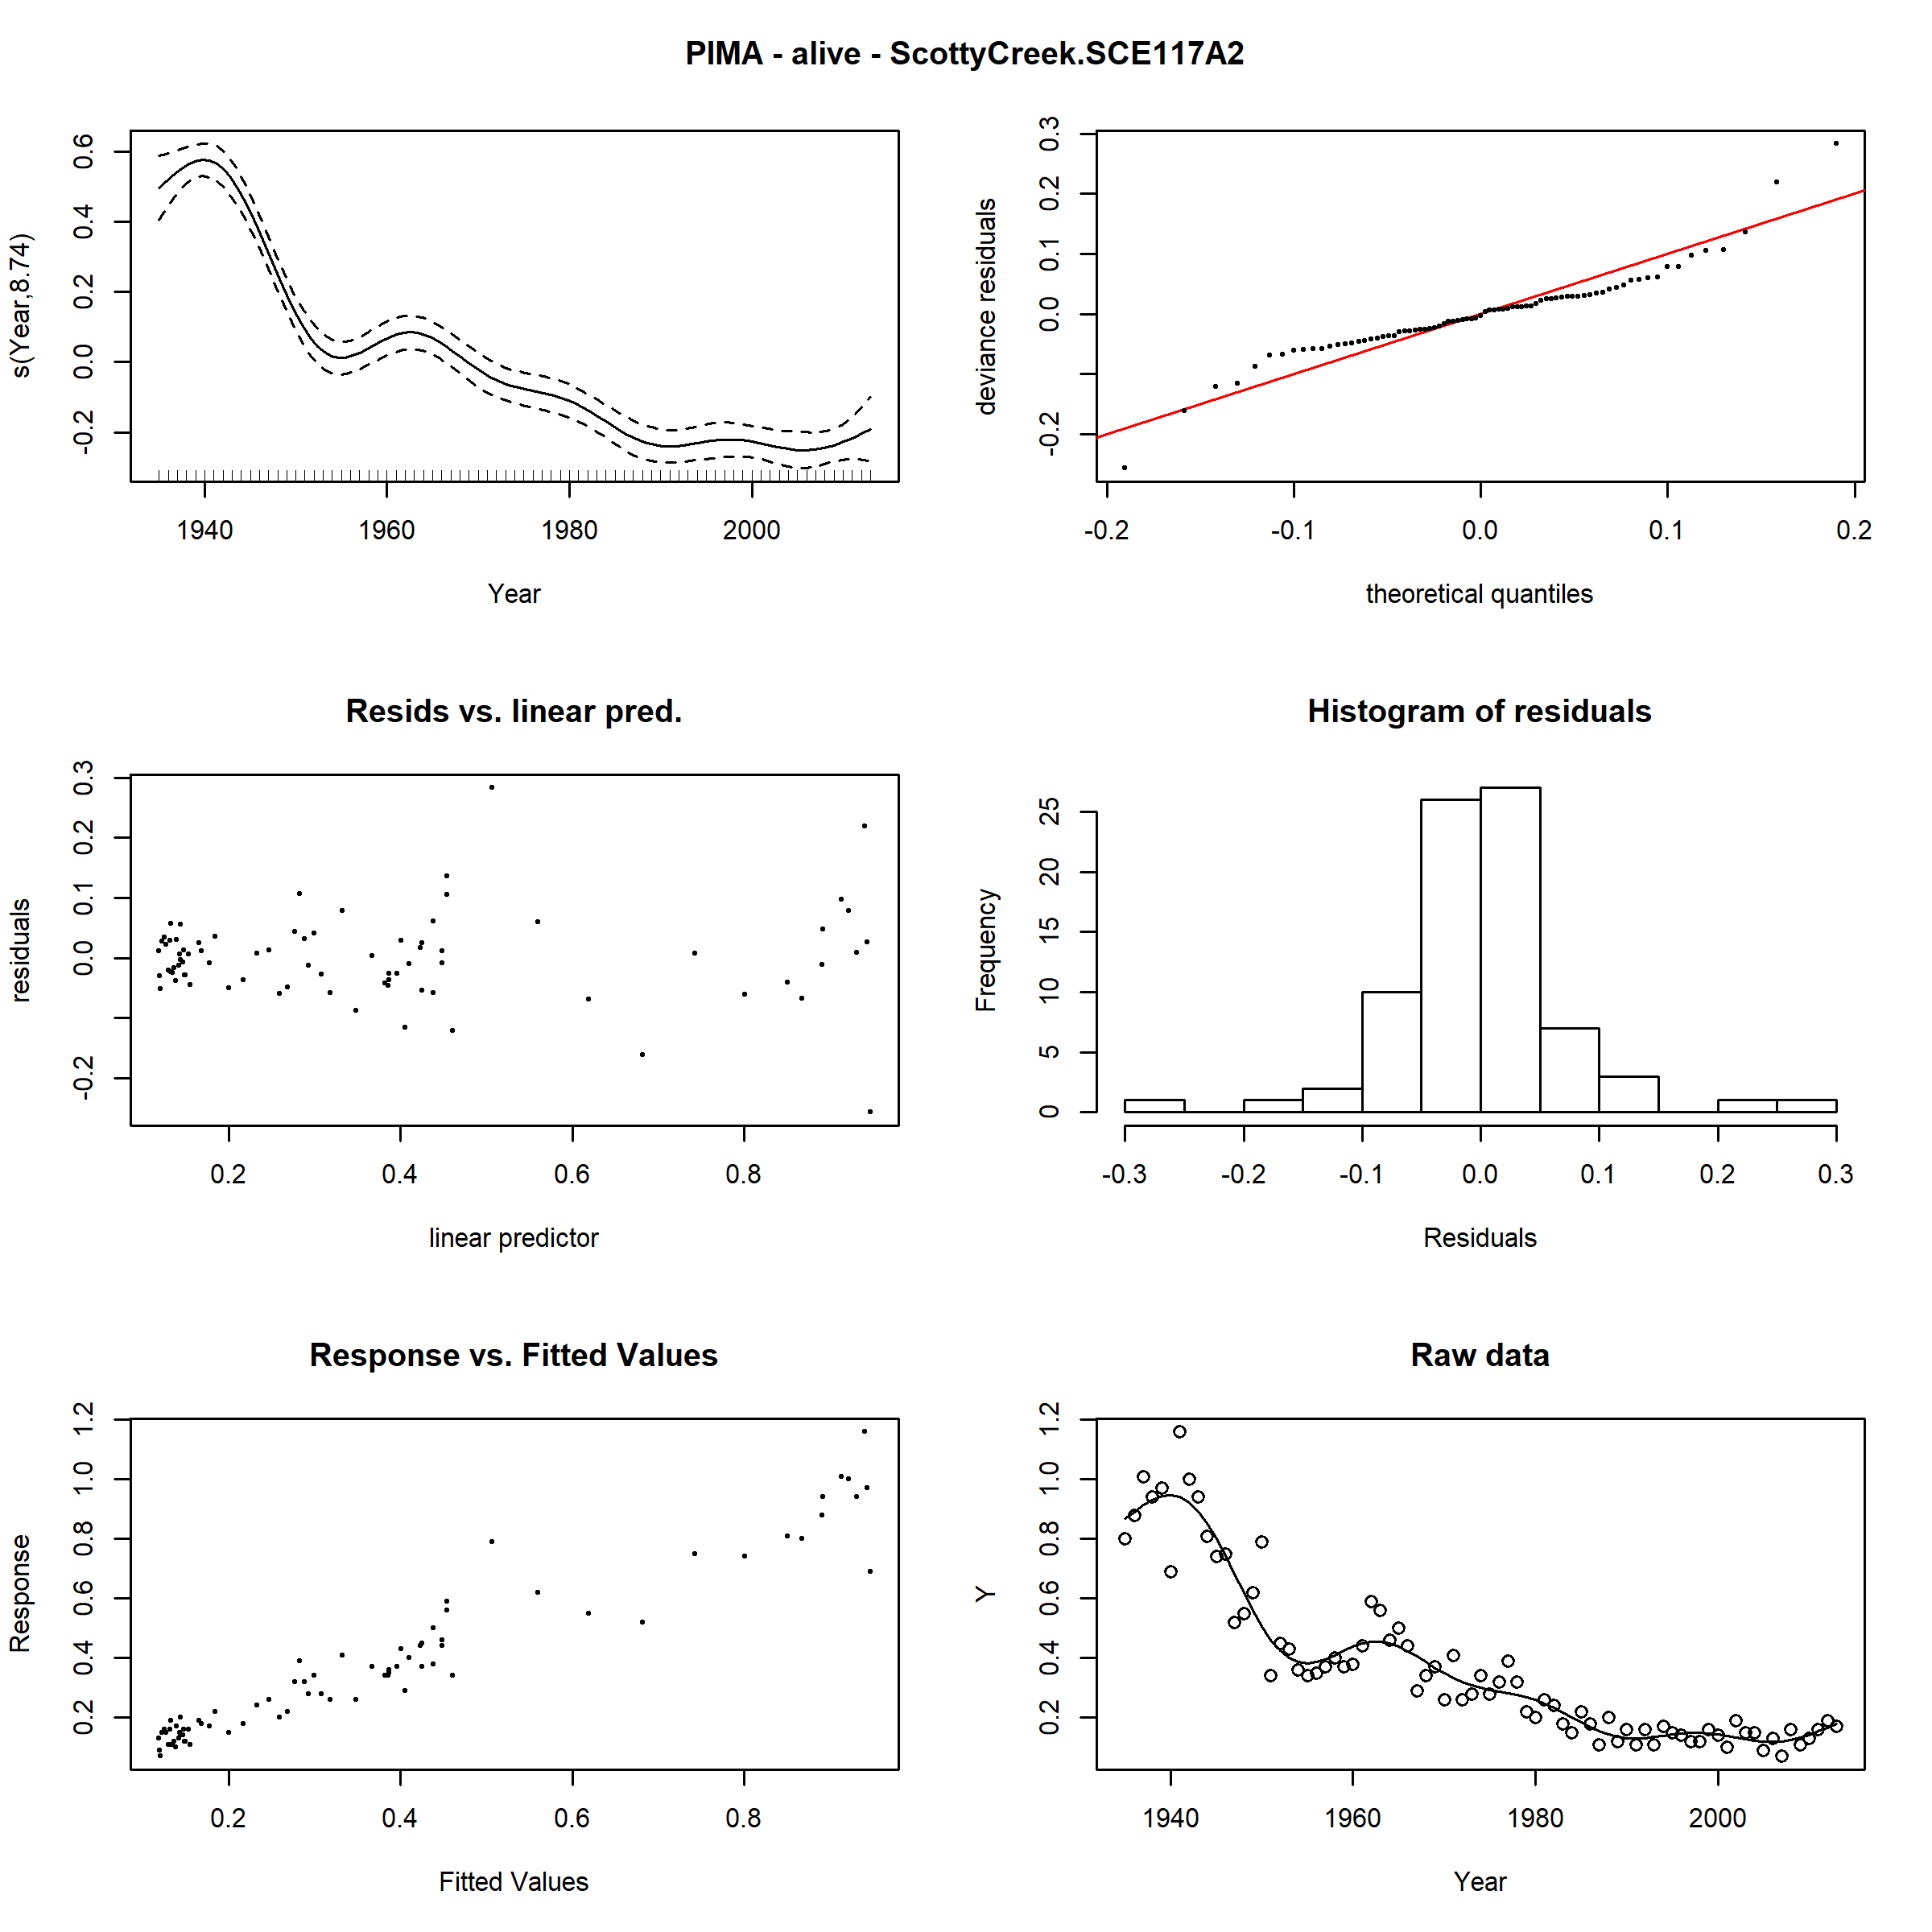 PIMA - alive - ScottyCreek.SCE117A2
s(Year,8.74)
-0.2 0.0 0.2 0.4 0.6
1940 1960 1980 2000
Year
deviance residuals
-0.2 0.0 0.1 0.2 0.3
-0.2 -0.1 0.0 0.1 0.2
theoretical quantiles
Resids vs. linear pred.
residuals
-0.2 0.0 0.1 0.2 0.3
0.2 0.4 0.6 0.8
linear predictor
Histogram of residuals
Frequency
0 5 10 15 20 25
-0.3 -0.2 -0.1 0.0 0.1 0.2 0.3
Residuals
Response vs. Fitted Values
Response
0.2 0.4 0.6 0.8 1.0 1.2
0.2 0.4 0.6 0.8
Fitted Values
Raw data
Y
0.2 0.4 0.6 0.8 1.0 1.2
1940 1960 1980 2000
Year